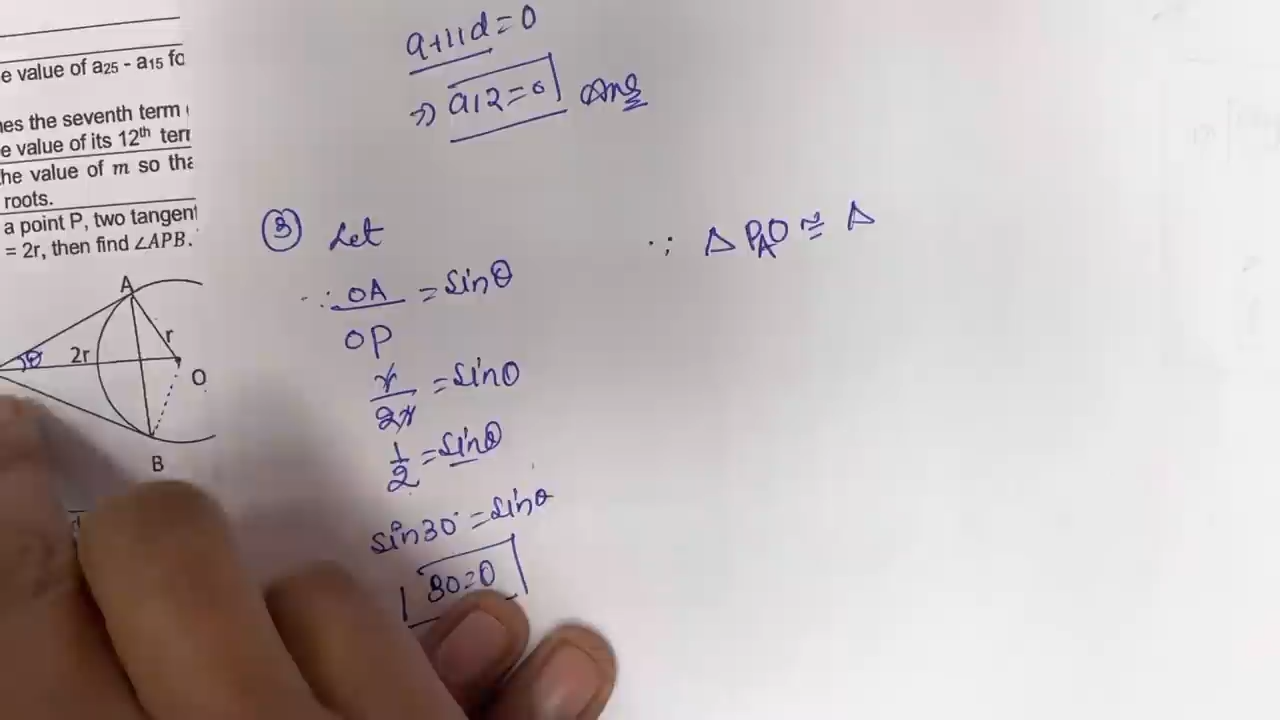 e value of a25 - a15 fo
nes the seventh term
e value of its 12th terr
he value of m so tha
roots.
a point P, two tangent
= 2r, then find ∠APB.
A
r
θ
2r
O
B
a+11d=0
⇒ a12=0 Ans
③ Let
∵ OA/OP = Sinθ
r/2r = Sinθ
1/2 = Sinθ
Sin30° = Sinθ
30=θ
∵ Δ PAO ≅ Δ